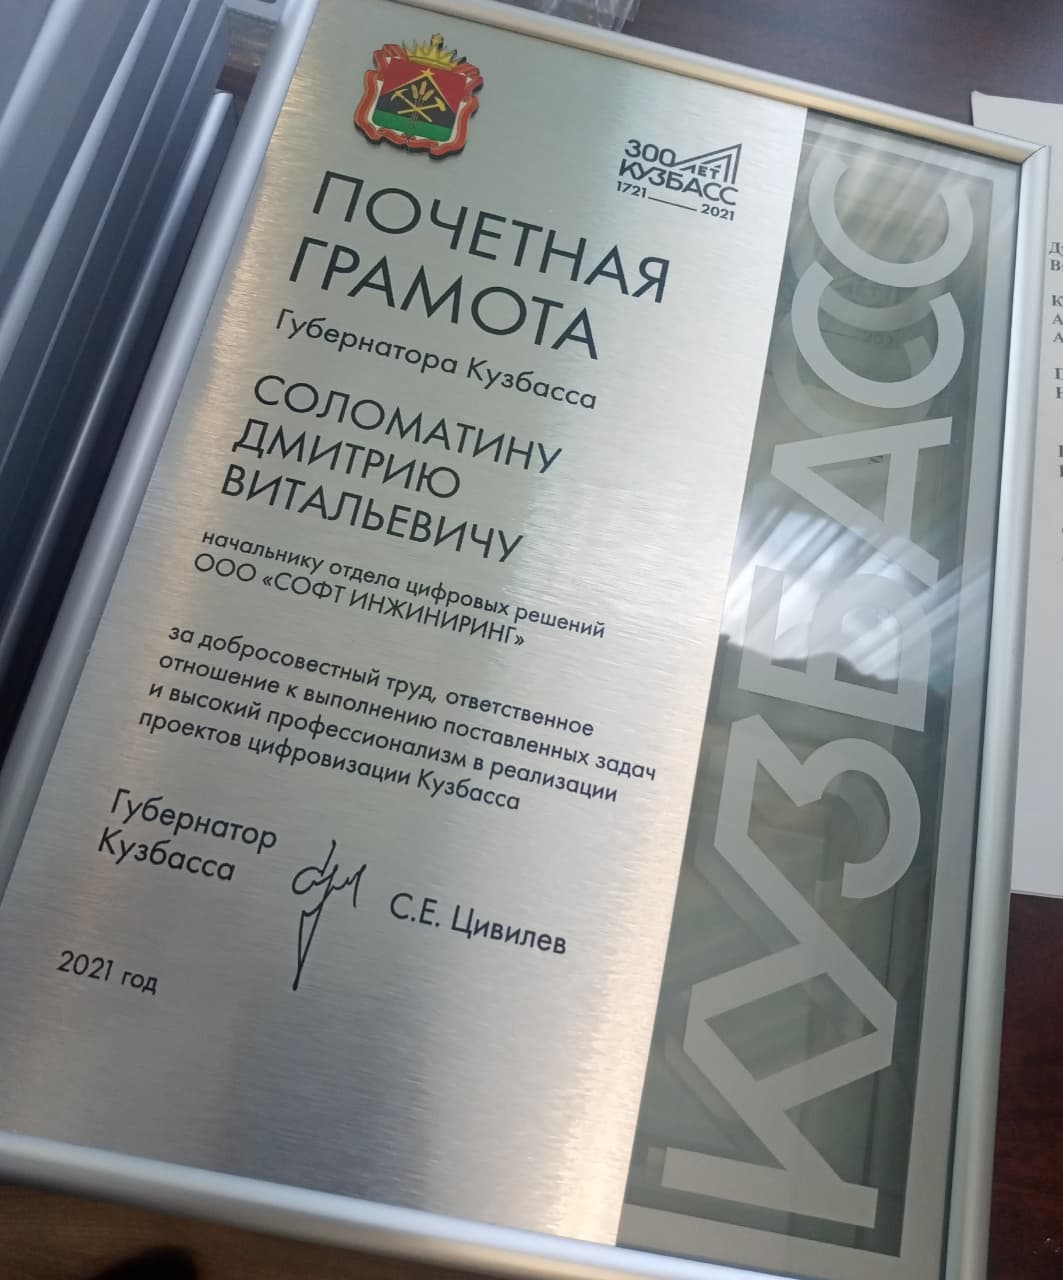 300 ЛЕТ
КУЗБАСС
1721 2021
ПОЧЕТНАЯ
ГРАМОТА
Губернатора Кузбасса
СОЛОМАТИНУ
ДМИТРИЮ
ВИТАЛЬЕВИЧУ
начальнику отдела цифровых решений
ООО «СОФТ ИНЖИНИРИНГ»
за добросовестный труд, ответственное
отношение к выполнению поставленных задач
и высокий профессионализм в реализации
проектов цифровизации Кузбасса
Губернатор
Кузбасса
С.Е. Цивилев
2021 год
КУЗБАСС